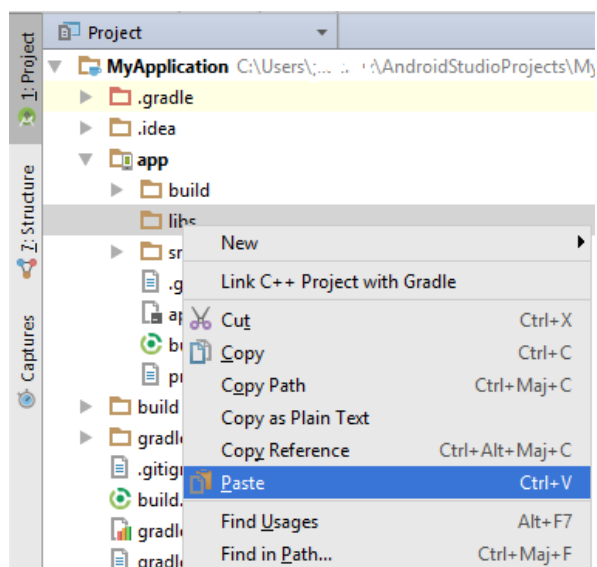 Project
1: Project
MyApplication C:\Users\ \AndroidStudioProjects\My
.gradle
.idea
app
build
libs
7: Structure
New
Link C++ Project with Gradle
Cut Ctrl+X
Copy Ctrl+C
Captures
Copy Path Ctrl+Maj+C
build
Copy as Plain Text
Copy Reference Ctrl+Alt+Maj+C
Paste Ctrl+V
build.
Find Usages Alt+F7
Find in Path... Ctrl+Maj+F